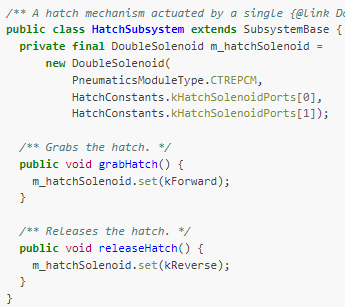 /** A hatch mechanism actuated by a single {@link Do
public class HatchSubsystem extends SubsystemBase {
  private final DoubleSolenoid m_hatchSolenoid =
      new DoubleSolenoid(
          PneumaticsModuleType.CTREPCM,
          HatchConstants.kHatchSolenoidPorts[0],
          HatchConstants.kHatchSolenoidPorts[1]);

  /** Grabs the hatch. */
  public void grabHatch() {
    m_hatchSolenoid.set(kForward);
  }

  /** Releases the hatch. */
  public void releaseHatch() {
    m_hatchSolenoid.set(kReverse);
  }
}